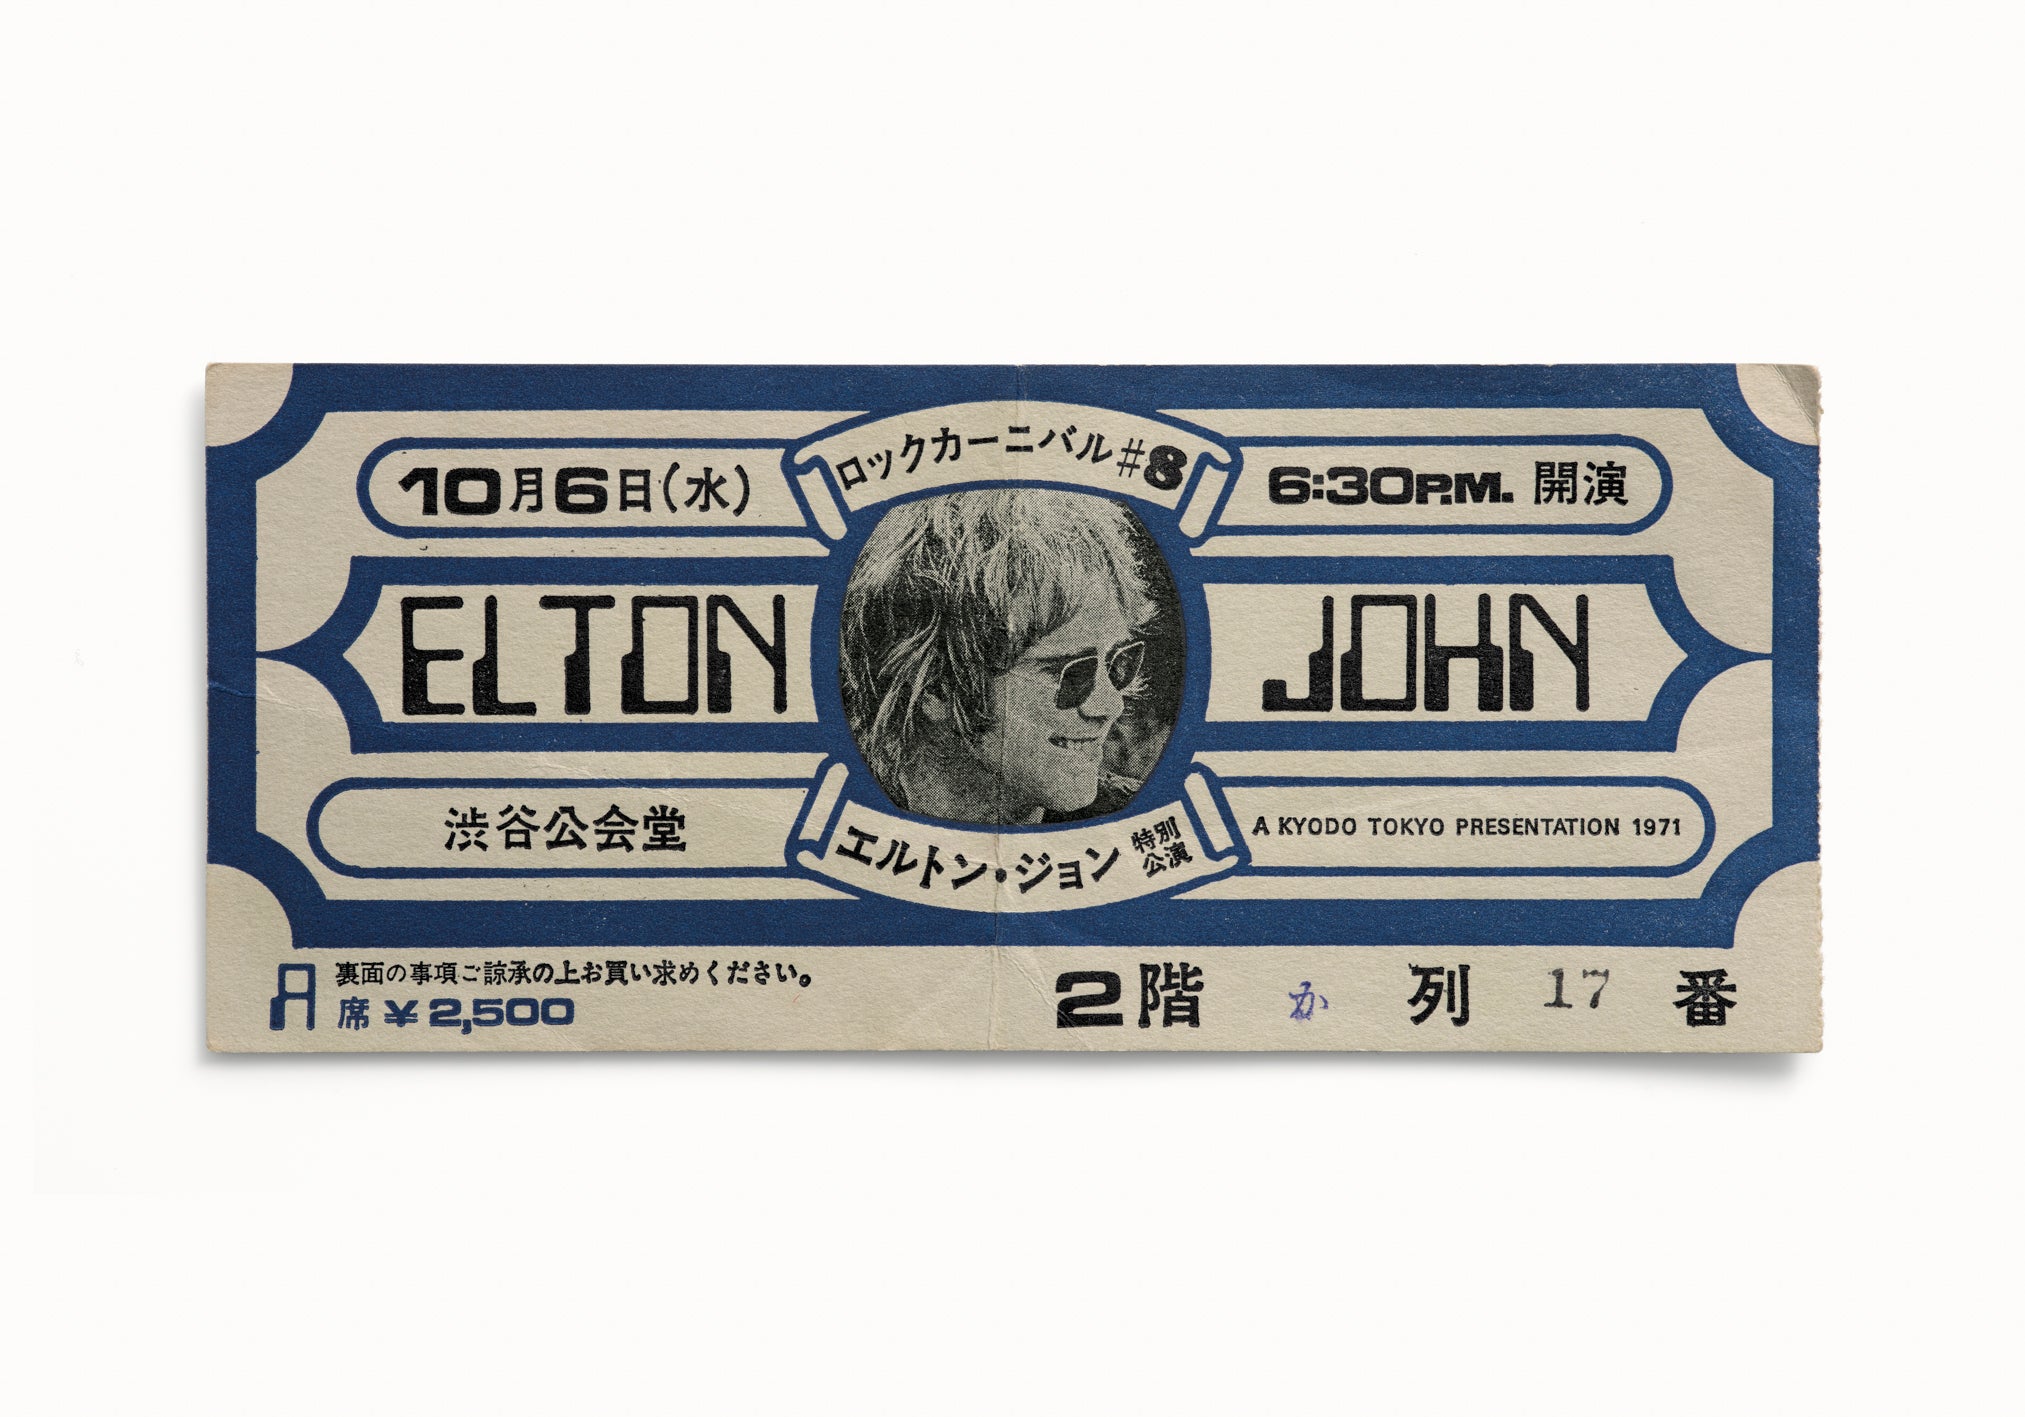 ロックカーニバル#8
10月6日(水)
6:30P.M. 開演
ELTON JOHN
渋谷公会堂
エルトン・ジョン 特別公演
A KYODO TOKYO PRESENTATION 1971
裏面の事項ご諒承の上お買い求めください。
A席 ¥2,500
2階 か 列 17 番